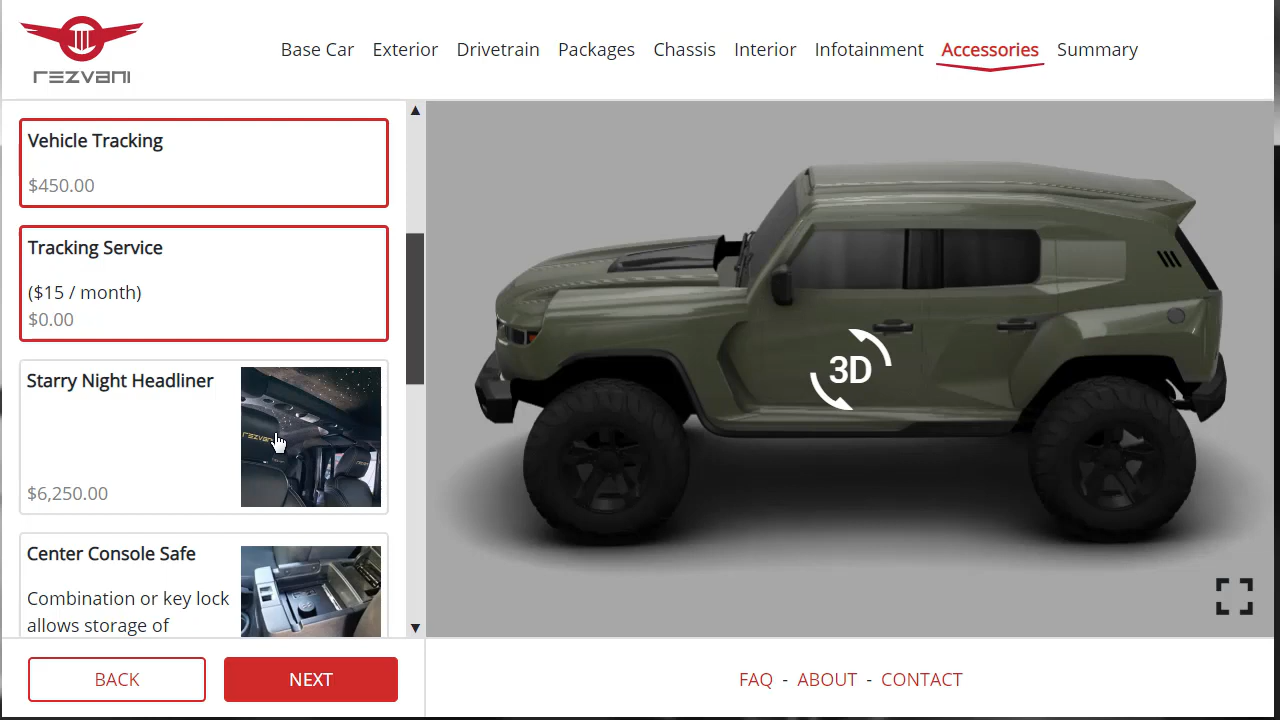 rezvani
Base Car Exterior Drivetrain Packages Chassis Interior Infotainment Accessories Summary
Vehicle Tracking
$450.00
Tracking Service
($15 / month)
$0.00
Starry Night Headliner
rezvani
$6,250.00
Center Console Safe
Combination or key lock
allows storage of
BACK
NEXT
3D
FAQ - ABOUT - CONTACT